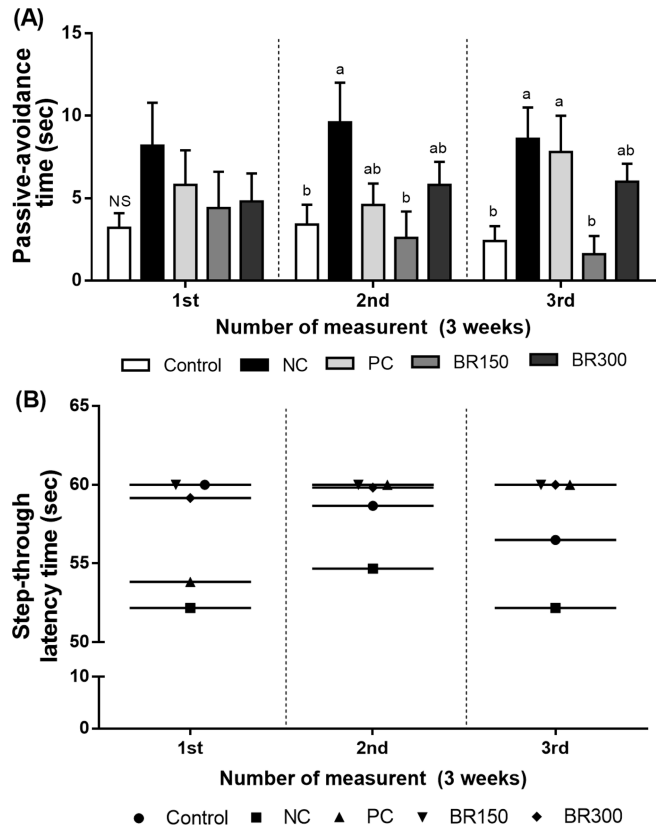 (A)
Passive-avoidance
time (sec)
15
10
5
0
NS
a
b
ab
b
ab
b
a
a
b
ab
1st
2nd
3rd
Number of measurent (3 weeks)
Control
NC
PC
BR150
BR300
(B)
Step-through
latency time (sec)
65
60
55
50
10
0
1st
2nd
3rd
Number of measurent (3 weeks)
Control
NC
PC
BR150
BR300